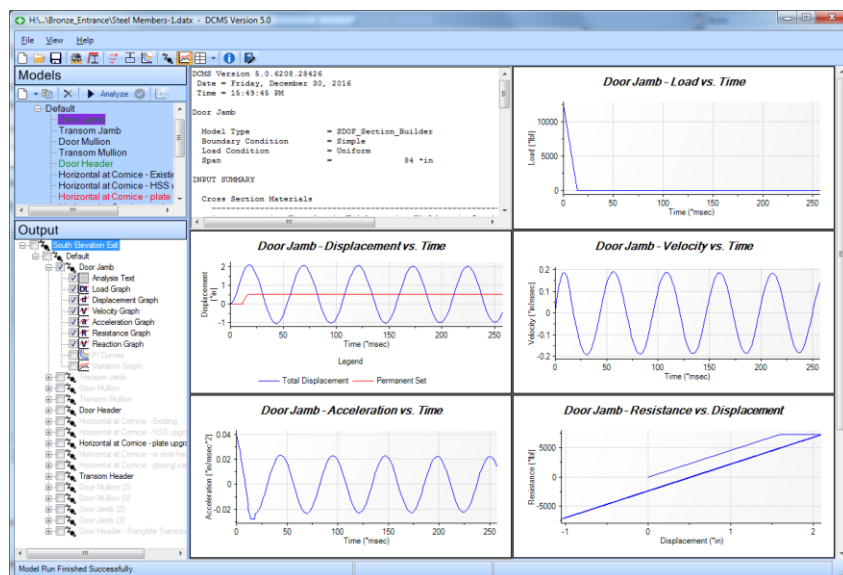 H:\...\Bronze_Entrance\Steel Members-1.datx - DCMS Version 5.0
File View Help
Models
Analyze
Default
Door Jamb
Transom Jamb
Door Mullion
Transom Mullion
Door Header
Horizontal at Cornice - Existing
Horizontal at Cornice - HSS u
Horizontal at Cornice - plate
Output
South Elevation Exit
Default
Door Jamb
Analysis Text
DL Load Graph
d Displacement Graph
V Velocity Graph
a Acceleration Graph
R Resistance Graph
V Reaction Graph
PI Curves
Variation Graph
Transom Jamb
Door Mullion
Transom Mullion
Door Header
Horizontal at Cornice - Existing
Horizontal at Cornice - HSS upgr
Horizontal at Cornice - plate upgr
Horizontal at Cornice - w door hea
Horizontal at Cornice - glazing ca
Transom Header
Door Mullion (2)
Door Mullion (3)
Door Jamb (2)
Door Jamb (3)
Door Header - Frangible Transom
Model Run Finished Successfully.
DCMS Version 5.0.6208.28426
Date = Friday, December 30, 2016
Time = 15:49:45 PM
Door Jamb
Model Type = SDOF_Section_Builder
Boundary Condition = Simple
Load Condition = Uniform
Span = 84 *in
INPUT SUMMARY
Cross Section Materials
Door Jamb - Load vs. Time
Load [*lbf]
10000
5000
0
0 50 100 150 200 250
Time (*msec)
Door Jamb - Displacement vs. Time
Displacement [*in]
2
1
0
-1
0 50 100 150 200 250
Time (*msec)
Legend
Total Displacement Permanent Set
Door Jamb - Velocity vs. Time
Velocity [*in/msec]
0.2
0.1
0
-0.1
-0.2
0 50 100 150 200 250
Time (*msec)
Door Jamb - Acceleration vs. Time
Acceleration [*in/msec^2]
0.04
0.02
0
-0.02
0 50 100 150 200 250
Time (*msec)
Door Jamb - Resistance vs. Displacement
Resistance [*lbf]
5000
0
-5000
-1 0 1 2
Displacement (*in)